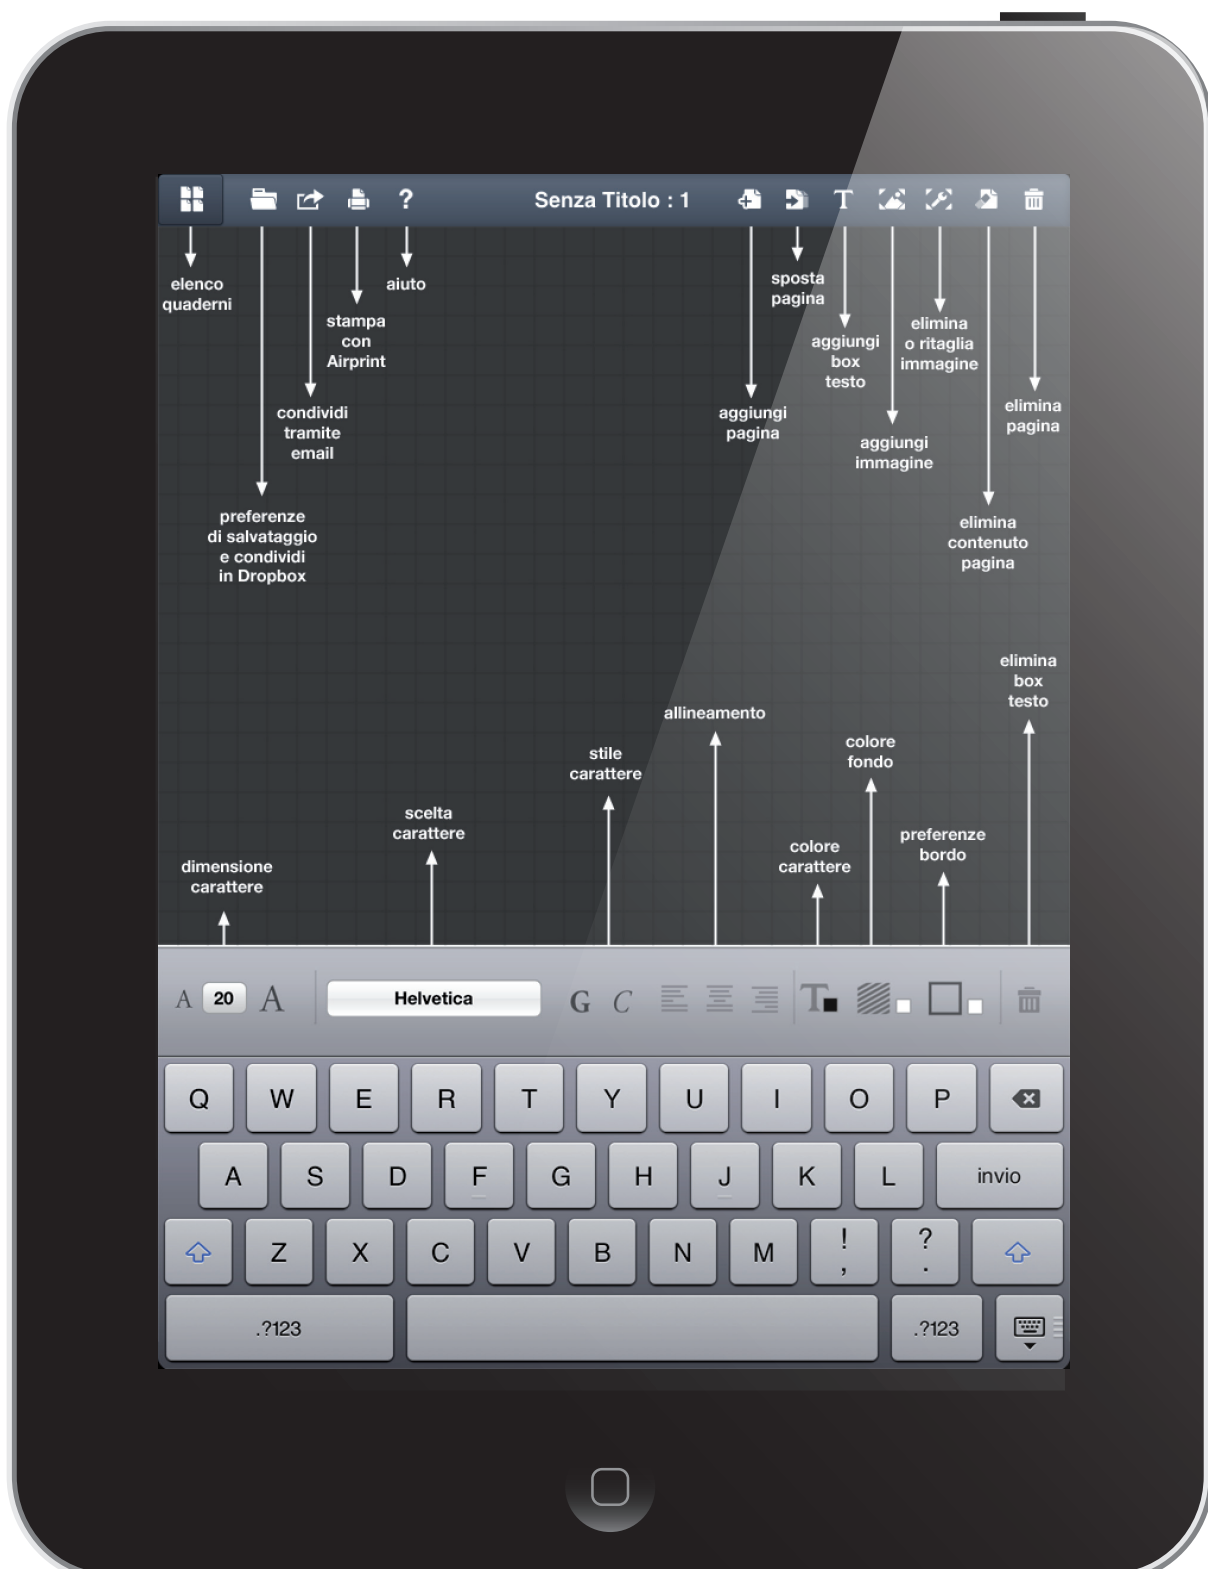 ?
Senza Titolo : 1
T
elenco
quaderni
aiuto
stampa
con
Airprint
condividi
tramite
email
preferenze
di salvataggio
e condividi
in Dropbox
sposta
pagina
aggiungi
box
testo
elimina
o ritaglia
immagine
aggiungi
pagina
aggiungi
immagine
elimina
pagina
elimina
contenuto
pagina
elimina
box
testo
allineamento
colore
fondo
stile
carattere
scelta
carattere
preferenze
bordo
colore
carattere
dimensione
carattere
A 20 A Helvetica G C T
Q W E R T Y U I O P
A S D F G H J K L invio
Z X C V B N M ! ?
, .
.?123 .?123